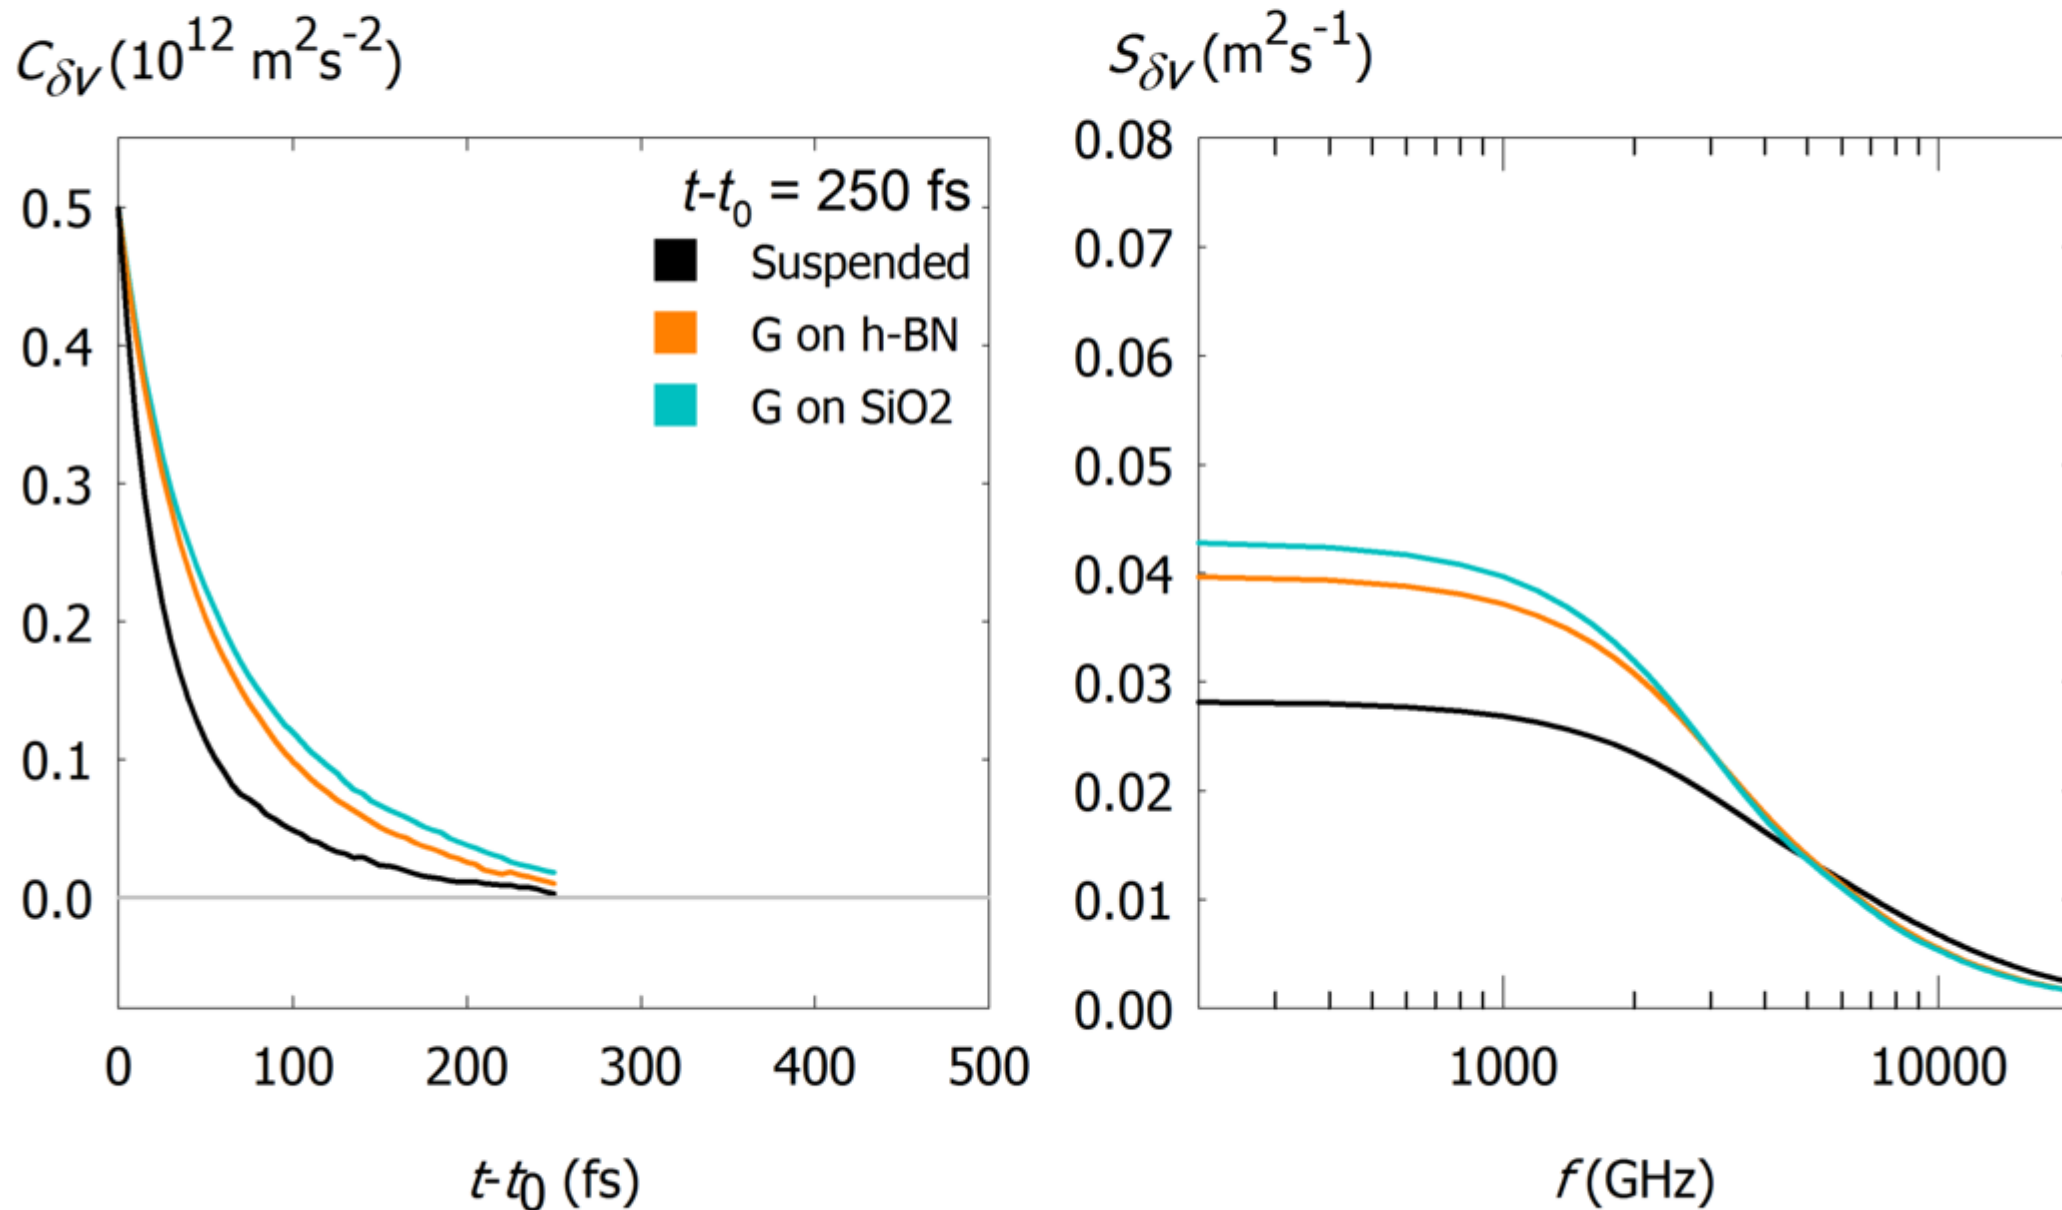 C_δV (10^12 m^2s^-2)
0.5
0.4
0.3
0.2
0.1
0.0
t-t_0 = 250 fs
Suspended
G on h-BN
G on SiO2
0 100 200 300 400 500
t-t_0 (fs)
S_δV (m^2s^-1)
0.08
0.07
0.06
0.05
0.04
0.03
0.02
0.01
0.00
1000 10000
f (GHz)